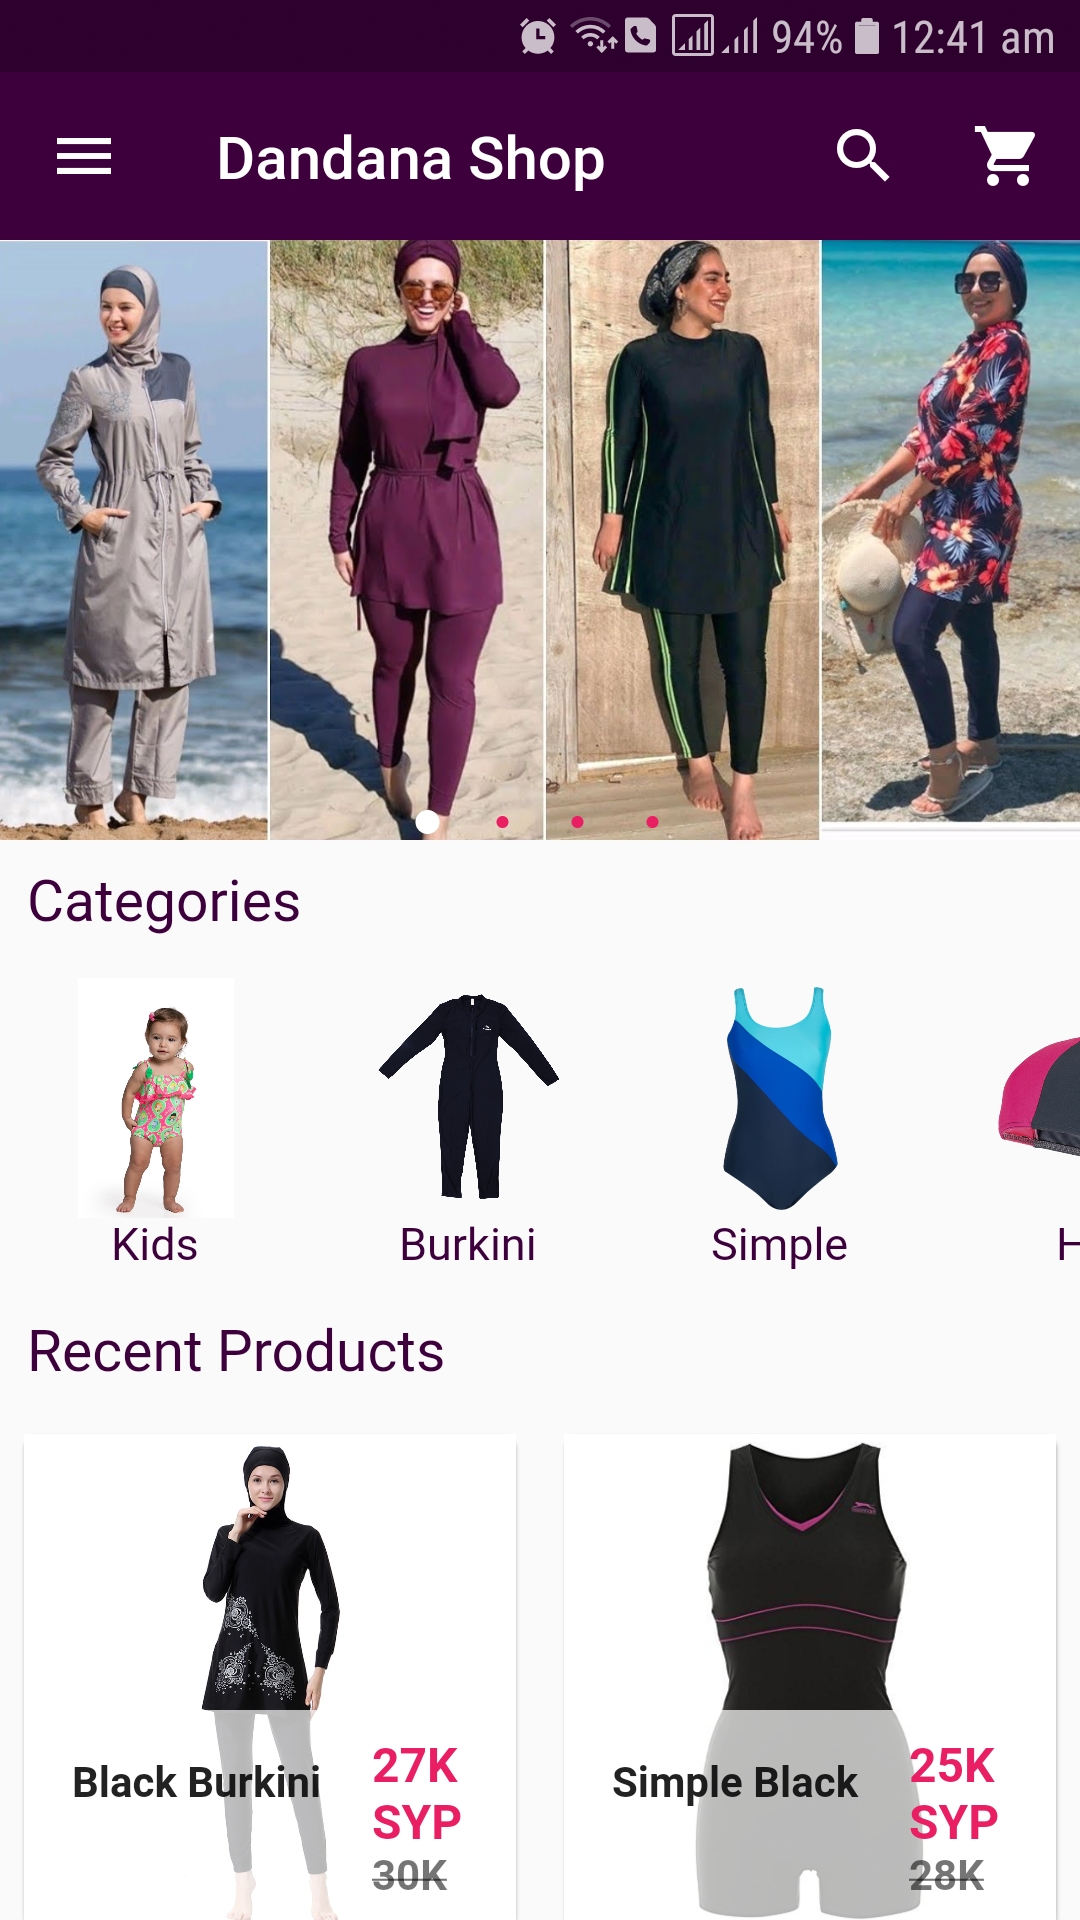 94% 12:41 am
Dandana Shop
Categories
Kids
Burkini
Simple
H
Recent Products
Black Burkini
27K
SYP
30K
Simple Black
25K
SYP
28K